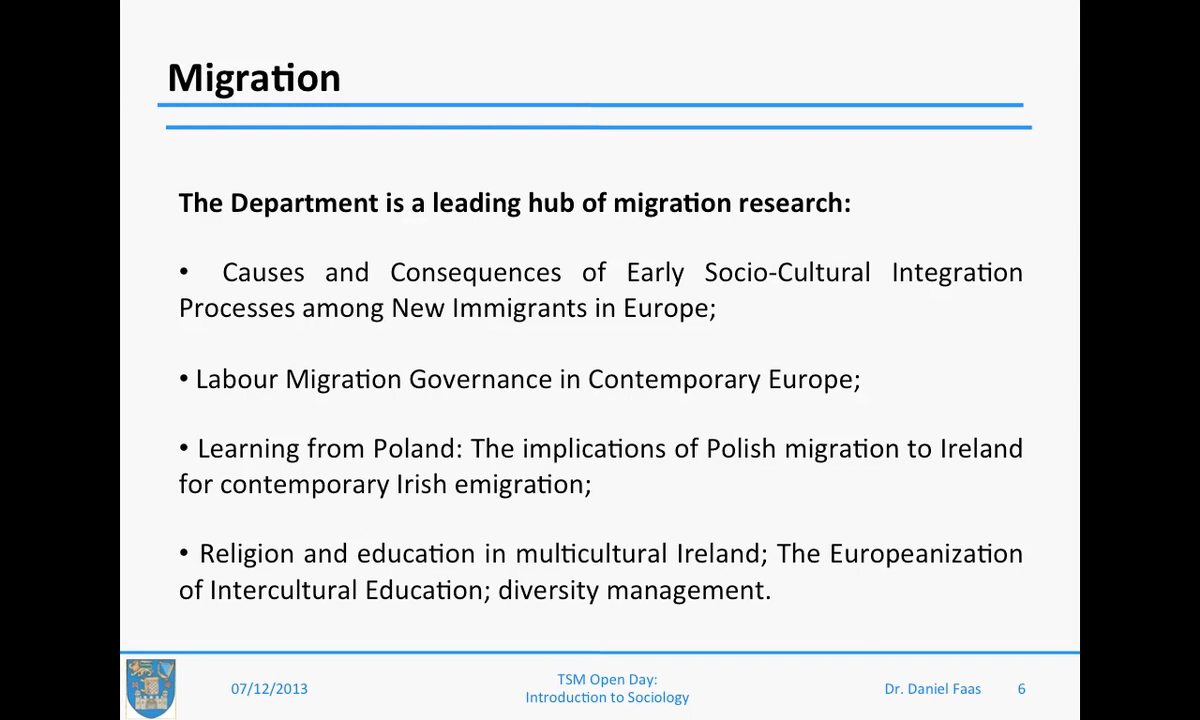 Migration
The Department is a leading hub of migration research:
• Causes and Consequences of Early Socio-Cultural Integration
Processes among New Immigrants in Europe;
• Labour Migration Governance in Contemporary Europe;
• Learning from Poland: The implications of Polish migration to Ireland
for contemporary Irish emigration;
• Religion and education in multicultural Ireland; The Europeanization
of Intercultural Education; diversity management.
07/12/2013
TSM Open Day:
Introduction to Sociology
Dr. Daniel Faas 6